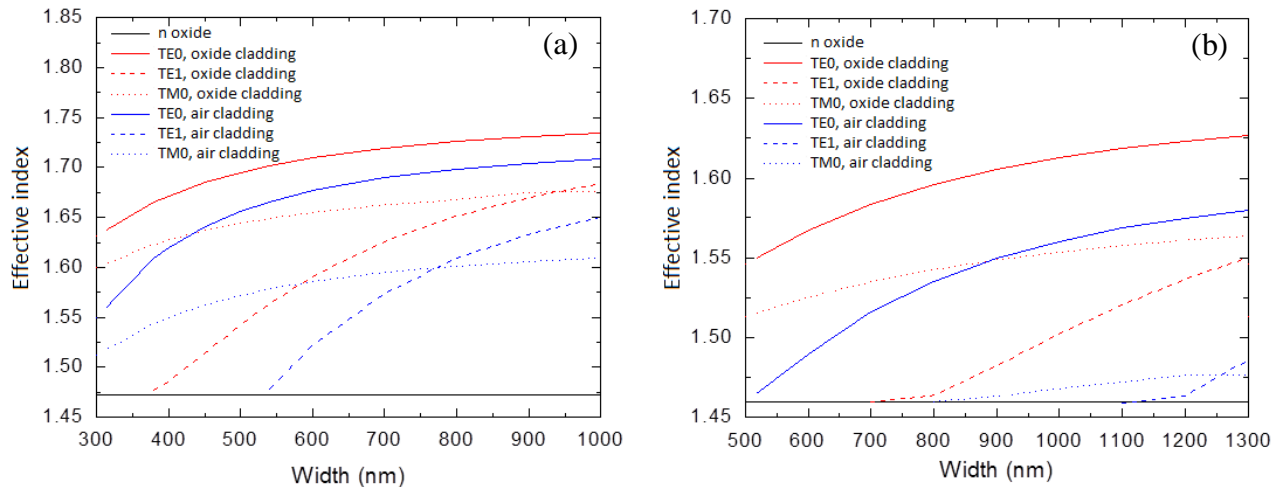 (a)
1.85
1.80
1.75
1.70
1.65
1.60
1.55
1.50
1.45
Effective index
n oxide
TE0, oxide cladding
TE1, oxide cladding
TM0, oxide cladding
TE0, air cladding
TE1, air cladding
TM0, air cladding
300 400 500 600 700 800 900 1000
Width (nm)
(b)
1.70
1.65
1.60
1.55
1.50
1.45
Effective index
n oxide
TE0, oxide cladding
TE1, oxide cladding
TM0, oxide cladding
TE0, air cladding
TE1, air cladding
TM0, air cladding
500 600 700 800 900 1000 1100 1200 1300
Width (nm)